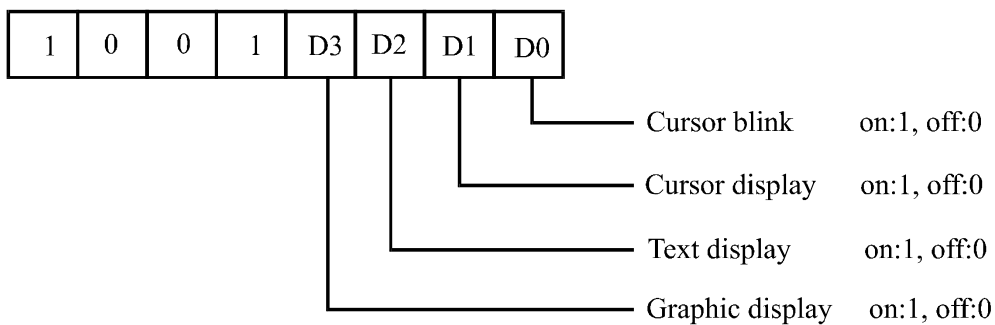 1 0 0 1 D3 D2 D1 D0
Cursor blink on:1, off:0
Cursor display on:1, off:0
Text display on:1, off:0
Graphic display on:1, off:0